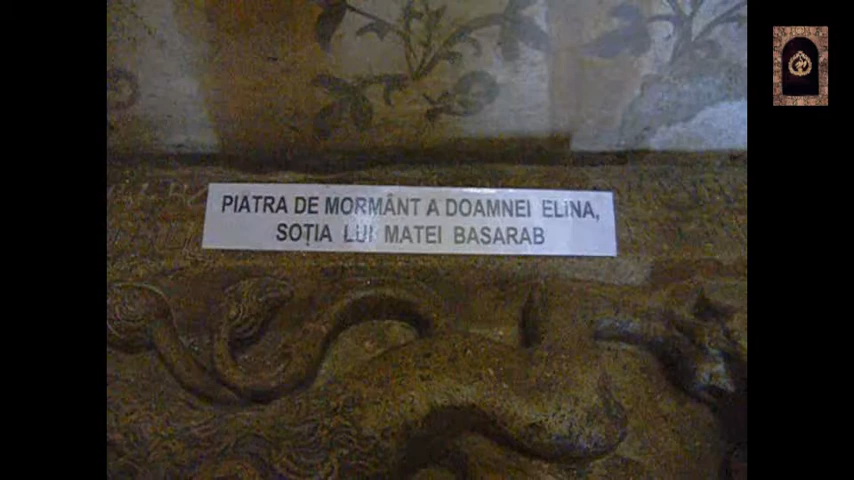 PIATRA DE MORMÂNT A DOAMNEI ELINA,
SOȚIA LUI MATEI BASARAB